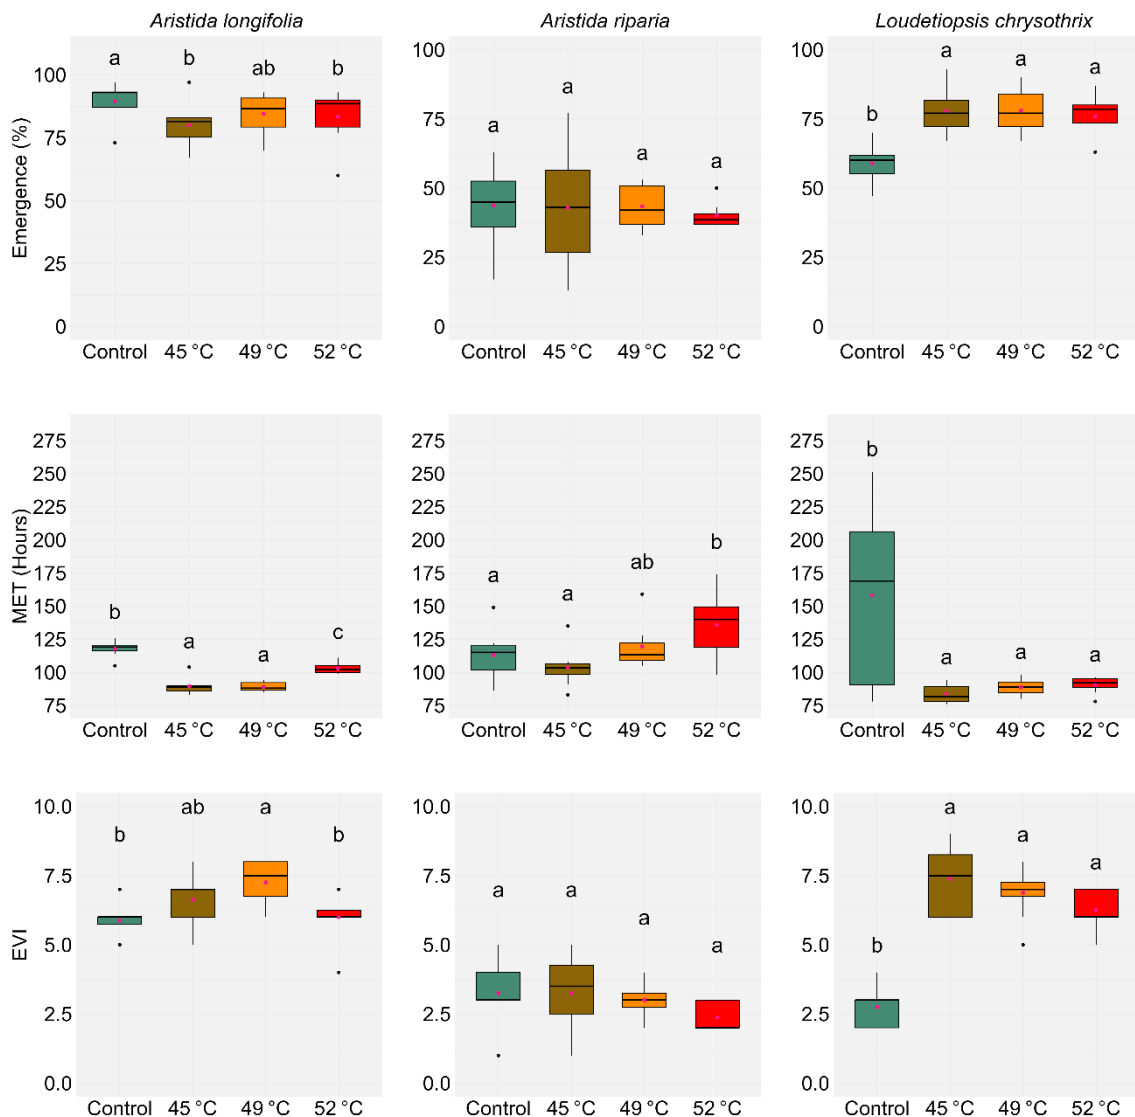 Aristida longifolia Aristida riparia Loudetiopsis chrysothrix
Emergence (%)
100
75
50
25
0
a b ab b
Control 45 °C 49 °C 52 °C
100
75
50
25
0
a a a a
Control 45 °C 49 °C 52 °C
100
75
50
25
0
b a a a
Control 45 °C 49 °C 52 °C
MET (Hours)
275
250
225
200
175
150
125
100
75
b a a c
Control 45 °C 49 °C 52 °C
275
250
225
200
175
150
125
100
75
a a ab b
Control 45 °C 49 °C 52 °C
275
250
225
200
175
150
125
100
75
b a a a
Control 45 °C 49 °C 52 °C
EVI
10.0
7.5
5.0
2.5
0.0
b ab a b
Control 45 °C 49 °C 52 °C
10.0
7.5
5.0
2.5
0.0
a a a a
Control 45 °C 49 °C 52 °C
10.0
7.5
5.0
2.5
0.0
b a a a
Control 45 °C 49 °C 52 °C